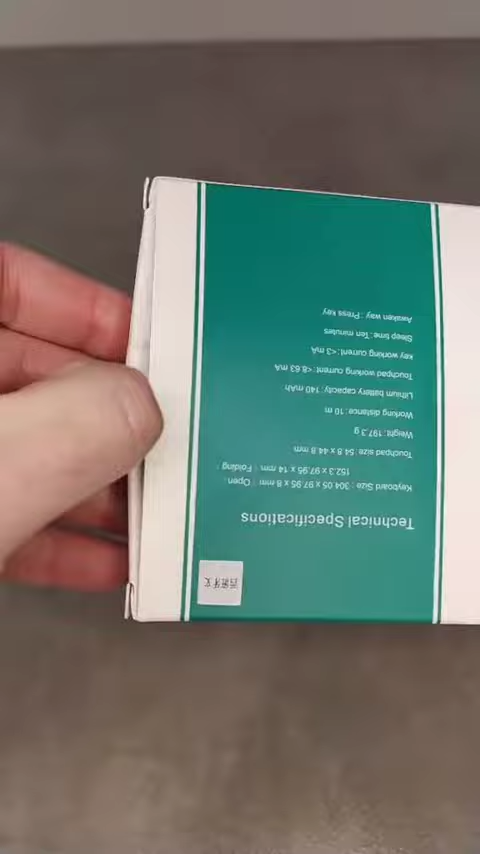 Technical Specifications
Keyboard Size : 304.05 x 97.95 x 8 mm（Open）
152.3 x 97.95 x 14 mm（Folding）
Touchpad size: 54.8 x 44.8 mm
Weight: 197.3 g
Working distance: 10 m
Lithium battery capacity: 140 mAh
Touchpad working current: <8.63 mA
key working current: <3 mA
Sleep time: Ten minutes
Awaken way : Press key